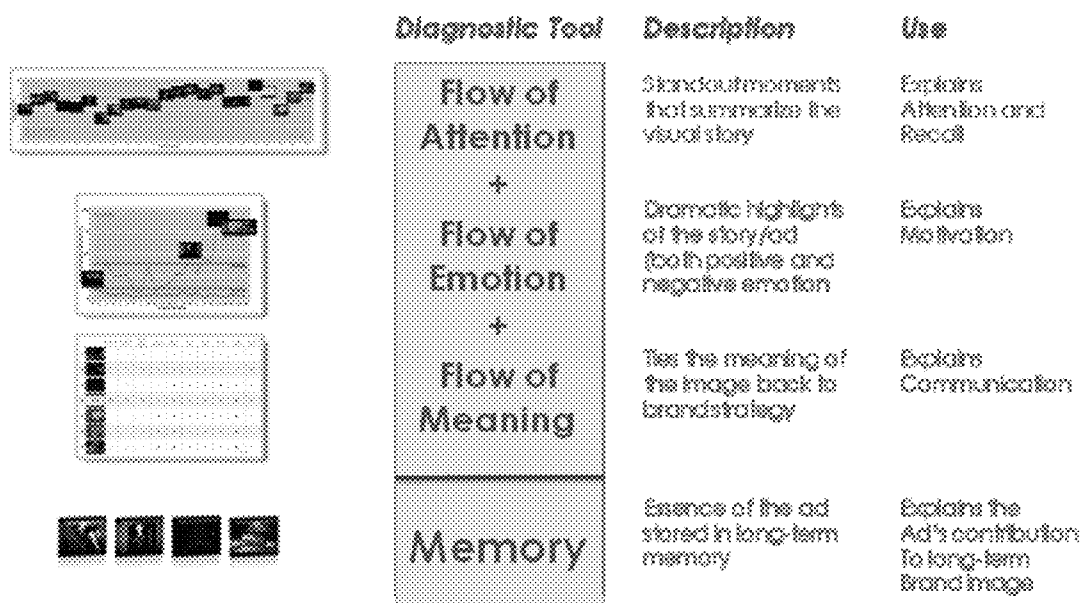 Diagnostic Tool
Description
Use
Flow of
Attention
Standout moments
that summarize the
visual story
Explains
Attention and
Recall
+
Flow of
Emotion
Dramatic highlights
of the story/ad
(both positive and
negative emotion
Explains
Motivation
+
Flow of
Meaning
Ties the meaning of
the image back to
brand strategy
Explains
Communication
Memory
Essence of the ad
stored in long-term
memory
Explains the
Ad's contribution
To long-term
Brand Image